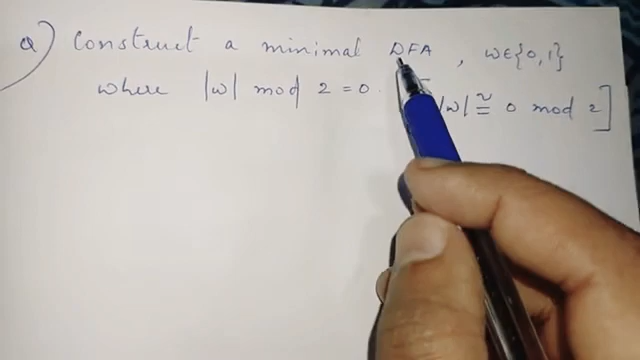 Q) Construct a minimal DFA , w∈{0,1}
where |w| mod 2 = 0. |w| ≅ 0 mod 2]